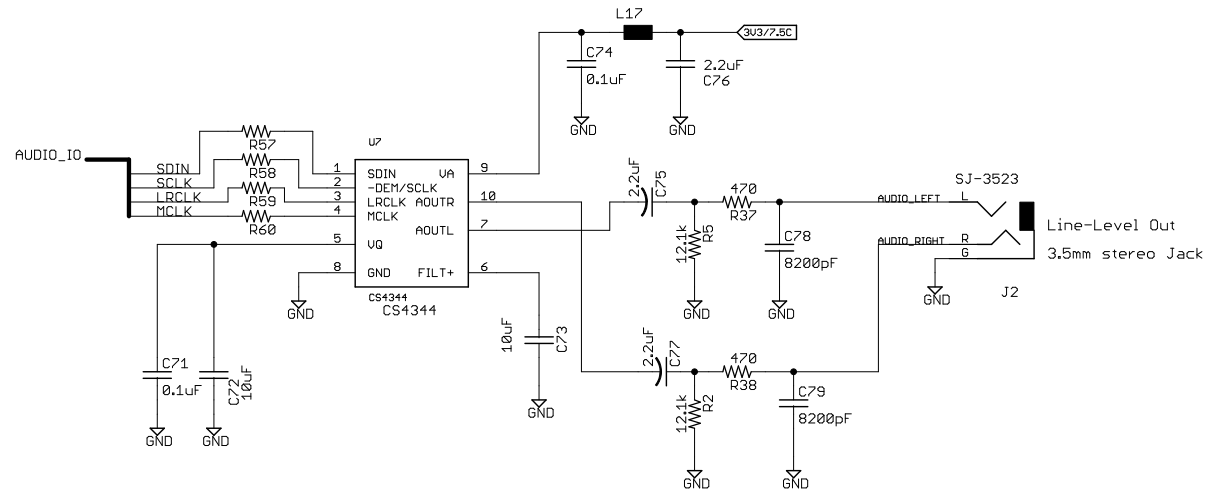 L17
3V3/7.5C
C74
0.1uF
2.2uF
C76
GND
GND
AUDIO_IO
SDIN
SCLK
LRCLK
MCLK
R57
R58
R59
R60
U7
1 SDIN VA 9
2 -DEM/SCLK
3 LRCLK AOUTR 10
4 MCLK
AOUTL 7
5 VQ
8 GND FILT+ 6
CS4344
CS4344
GND
C71
0.1uF
C72
10uF
GND
GND
10uF
C73
GND
2.2uF
C75
470
R37
12.1k
R5
GND
C78
8200pF
GND
2.2uF
C77
470
R38
12.1k
R2
GND
C79
8200pF
GND
SJ-3523
AUDIO_LEFT L
AUDIO_RIGHT R
G
GND
J2
Line-Level Out
3.5mm stereo Jack